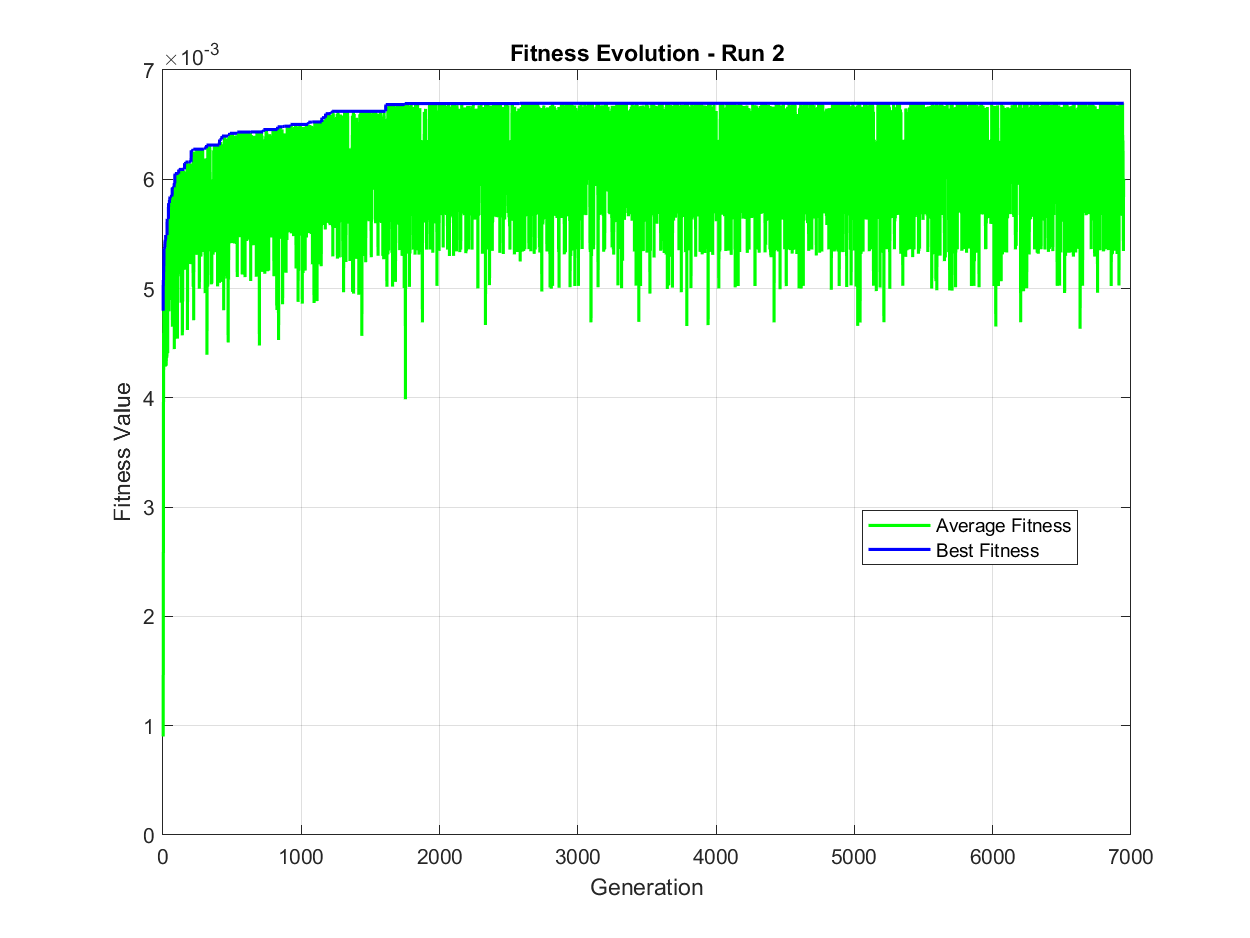 Fitness Evolution - Run 2
×10-3
7
6
5
4
3
2
1
0
Fitness Value
0 1000 2000 3000 4000 5000 6000 7000
Generation
Average Fitness
Best Fitness